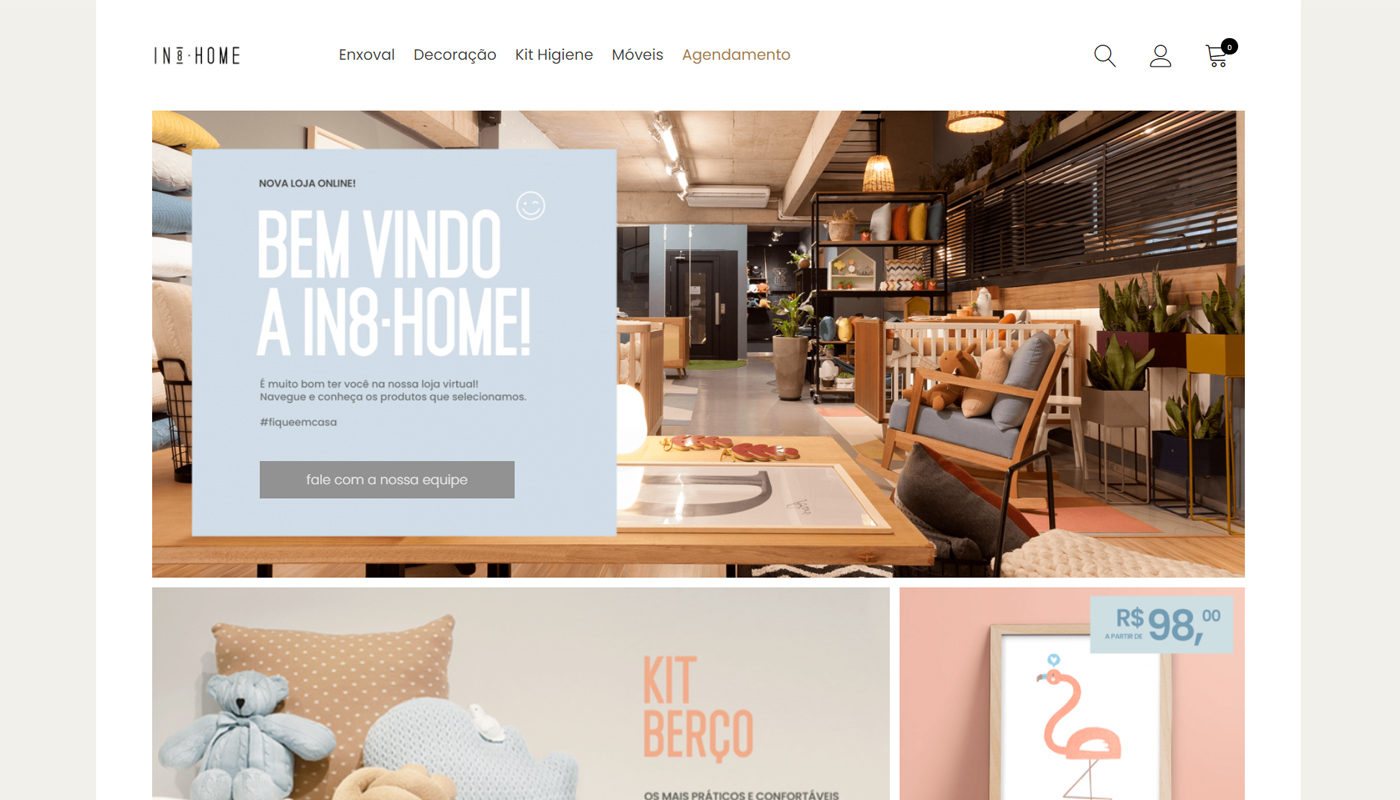 IN8·HOME
Enxoval Decoração Kit Higiene Móveis Agendamento
0
NOVA LOJA ONLINE!
BEM VINDO
A IN8·HOME!
É muito bom ter você na nossa loja virtual!
Navegue e conheça os produtos que selecionamos.
#fiqueemcasa
fale com a nossa equipe
KIT
BERÇO
OS MAIS PRÁTICOS E CONFORTÁVEIS
R$98,00
A PARTIR DE